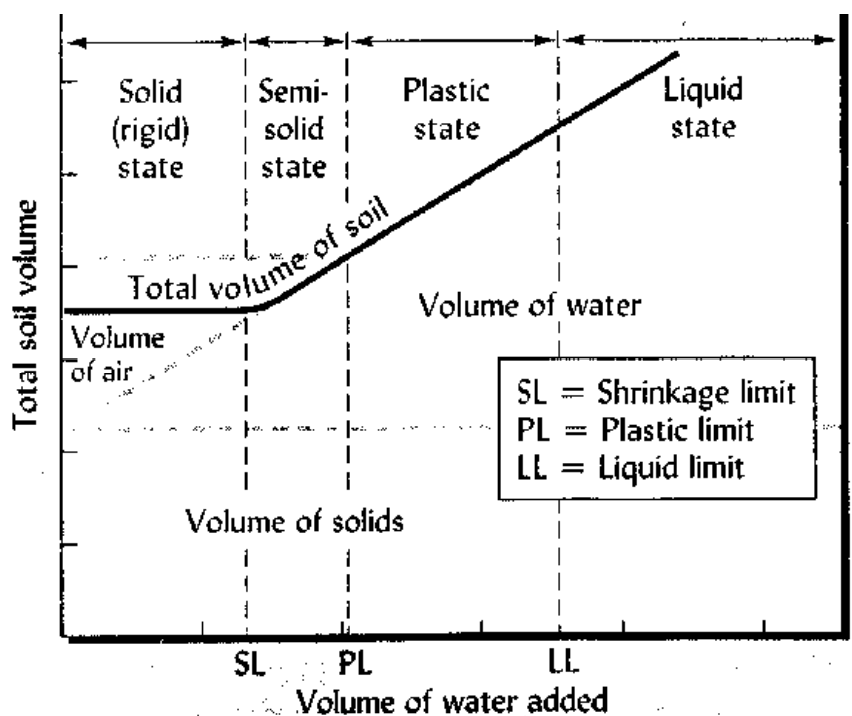 Solid
(rigid)
state
Semi-
solid
state
Plastic
state
Liquid
state
Total soil volume
Total volume of soil
Volume
of air
Volume of water
SL = Shrinkage limit
PL = Plastic limit
LL = Liquid limit
Volume of solids
SL
PL
LL
Volume of water added